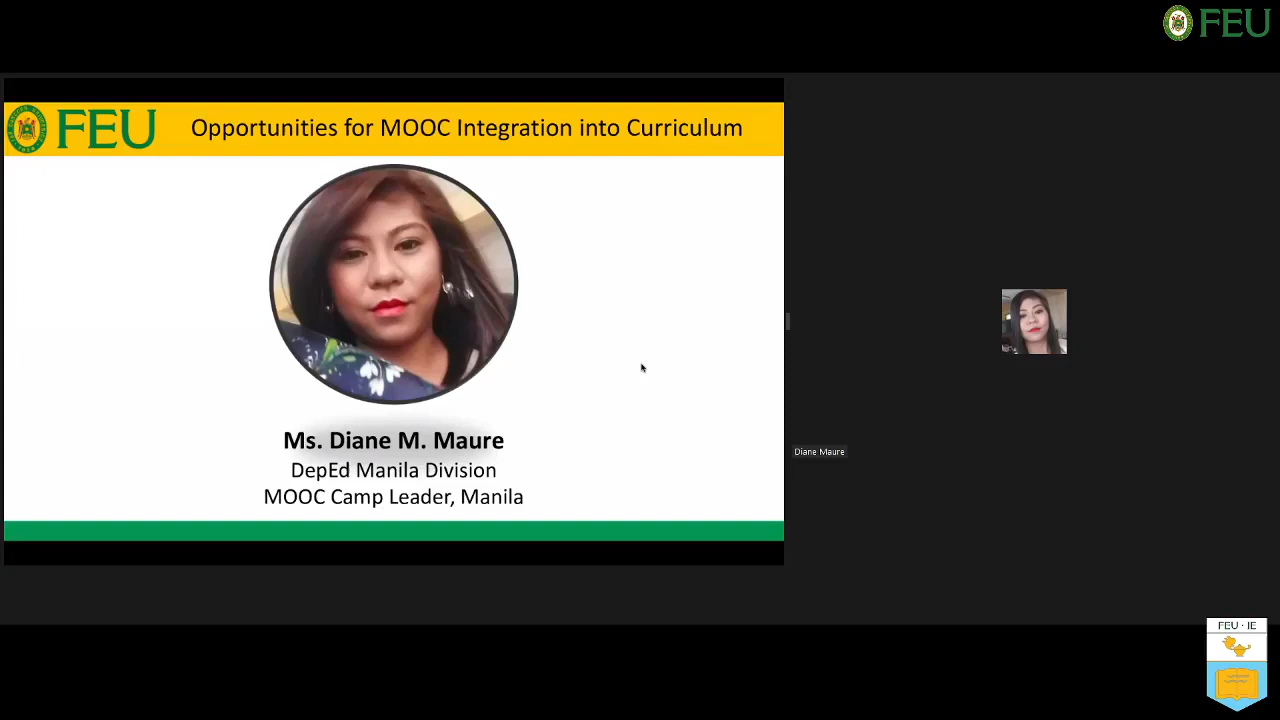 FEU
FEU
Opportunities for MOOC Integration into Curriculum
Ms. Diane M. Maure
DepEd Manila Division
MOOC Camp Leader, Manila
Diane Maure
FEU · IE